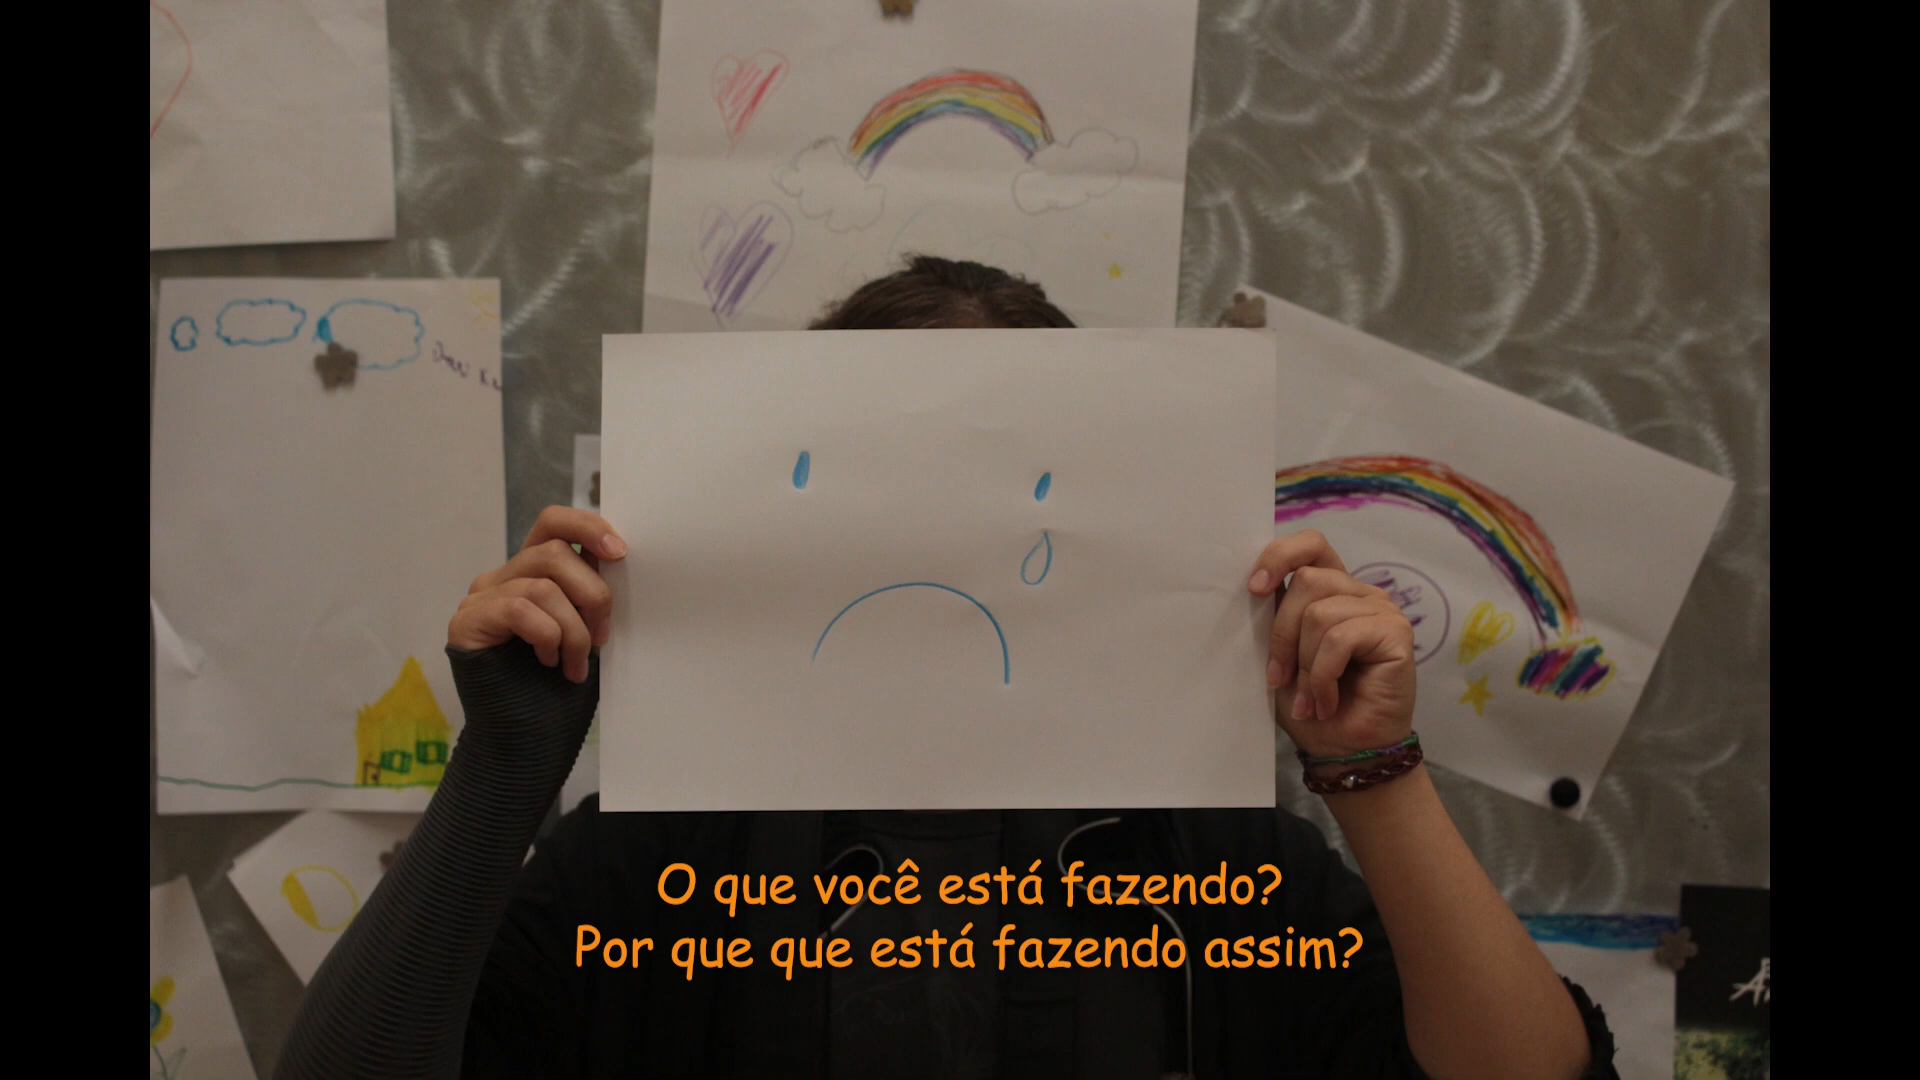 O que você está fazendo?
Por que que está fazendo assim?